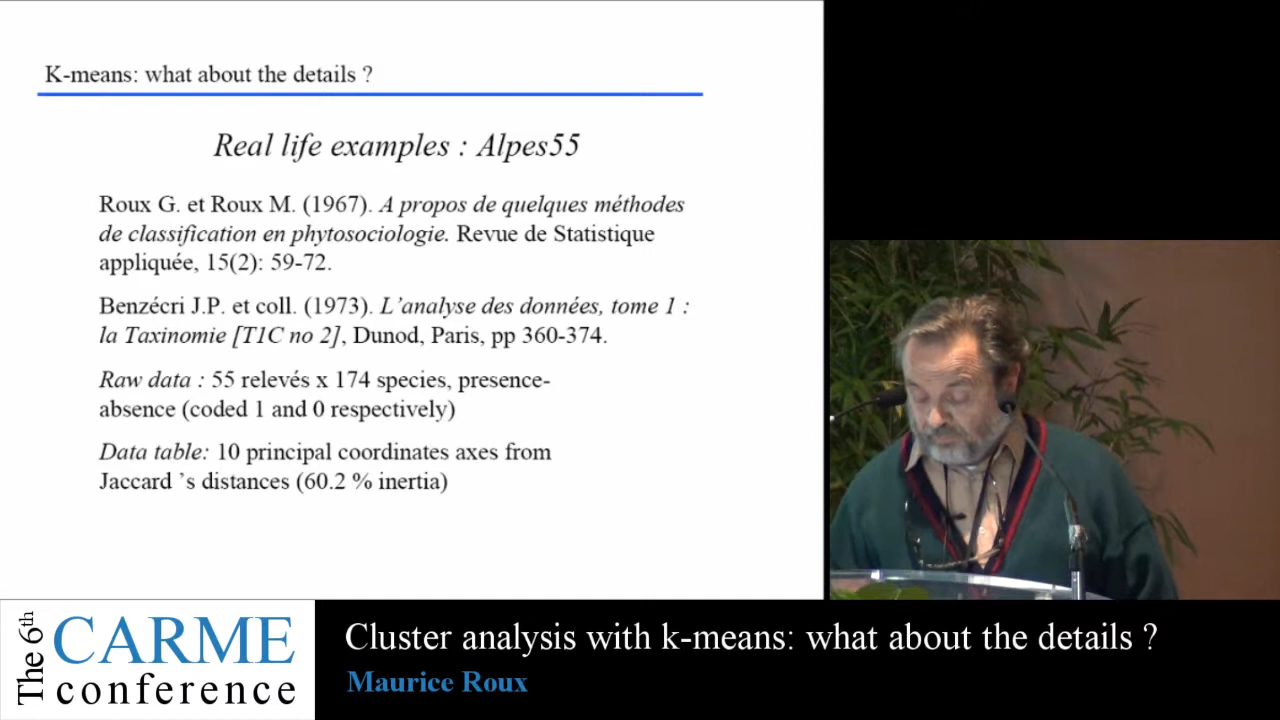 K-means: what about the details ?
Real life examples : Alpes55
Roux G. et Roux M. (1967). A propos de quelques méthodes
de classification en phytosociologie. Revue de Statistique
appliquée, 15(2): 59-72.
Benzécri J.P. et coll. (1973). L'analyse des données, tome 1 :
la Taxinomie [T1C no 2], Dunod, Paris, pp 360-374.
Raw data : 55 relevés x 174 species, presence-
absence (coded 1 and 0 respectively)
Data table: 10 principal coordinates axes from
Jaccard 's distances (60.2 % inertia)
The 6th
CARME
conference
Cluster analysis with k-means: what about the details ?
Maurice Roux